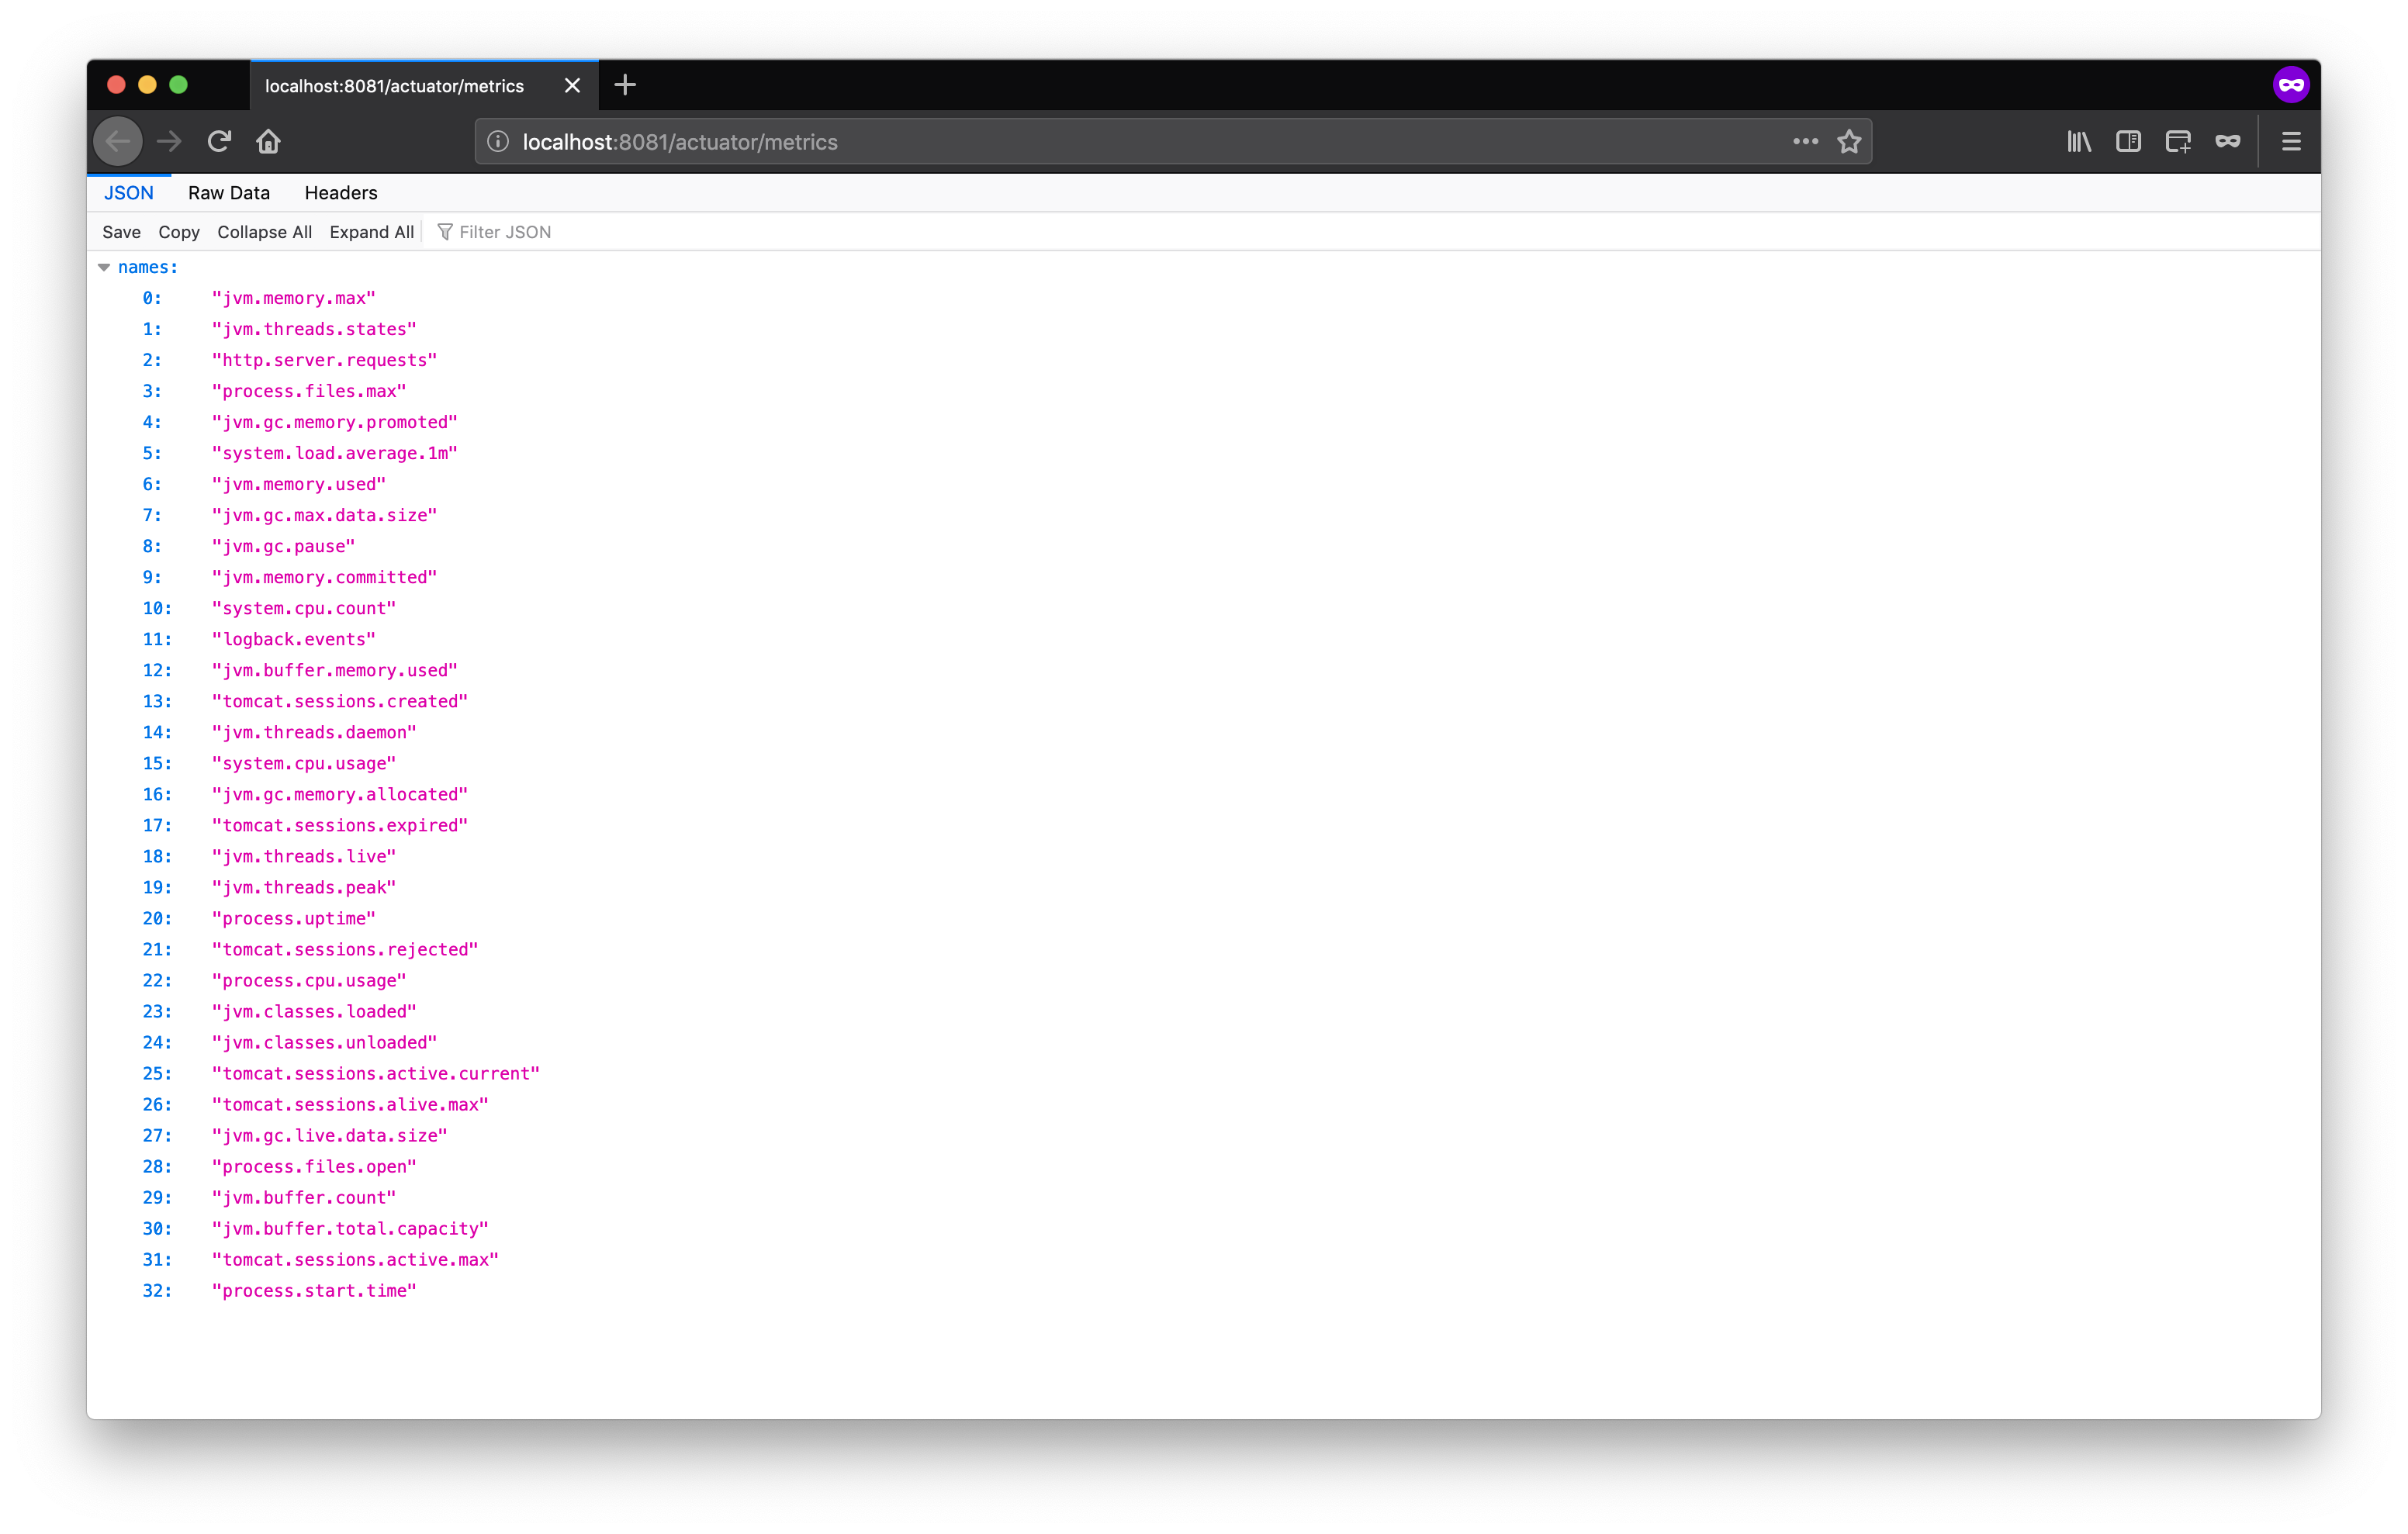 localhost:8081/actuator/metrics
localhost:8081/actuator/metrics
JSON Raw Data Headers
Save Copy Collapse All Expand All Filter JSON
names:
0: "jvm.memory.max"
1: "jvm.threads.states"
2: "http.server.requests"
3: "process.files.max"
4: "jvm.gc.memory.promoted"
5: "system.load.average.1m"
6: "jvm.memory.used"
7: "jvm.gc.max.data.size"
8: "jvm.gc.pause"
9: "jvm.memory.committed"
10: "system.cpu.count"
11: "logback.events"
12: "jvm.buffer.memory.used"
13: "tomcat.sessions.created"
14: "jvm.threads.daemon"
15: "system.cpu.usage"
16: "jvm.gc.memory.allocated"
17: "tomcat.sessions.expired"
18: "jvm.threads.live"
19: "jvm.threads.peak"
20: "process.uptime"
21: "tomcat.sessions.rejected"
22: "process.cpu.usage"
23: "jvm.classes.loaded"
24: "jvm.classes.unloaded"
25: "tomcat.sessions.active.current"
26: "tomcat.sessions.alive.max"
27: "jvm.gc.live.data.size"
28: "process.files.open"
29: "jvm.buffer.count"
30: "jvm.buffer.total.capacity"
31: "tomcat.sessions.active.max"
32: "process.start.time"